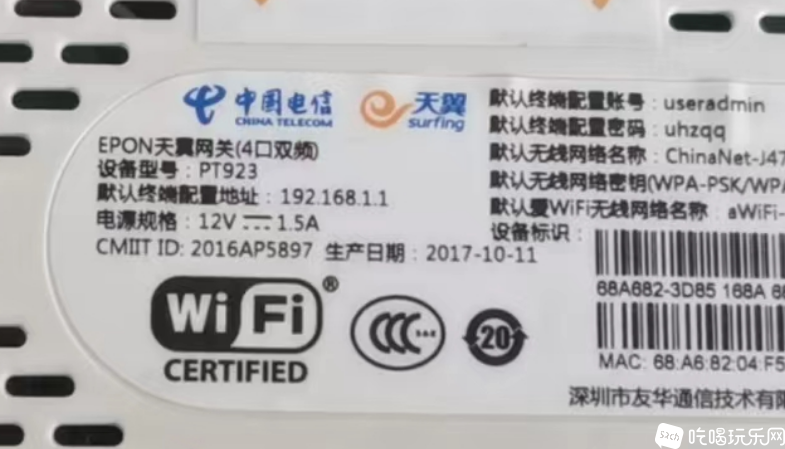 中国电信
CHINA TELECOM
天翼
surfing
EPON天翼网关(4口双频)
设备型号：PT923
默认终端配置地址：192.168.1.1
电源规格：12V 1.5A
CMIIT ID: 2016AP5897 生产日期：2017-10-11
WiFi®
CERTIFIED
CCC
S&E
20
默认终端配置账号：useradmin
默认终端配置密码：uhzqq
默认无线网络名称：ChinaNet-J47
默认无线网络密钥(WPA-PSK/WPA
默认爱WiFi无线网络名称：aWiFi-
设备标识：
68A682-3D85 168A 68
MAC: 68:A6:82:04:F5
深圳市友华通信技术有限
52ch 吃喝玩乐网